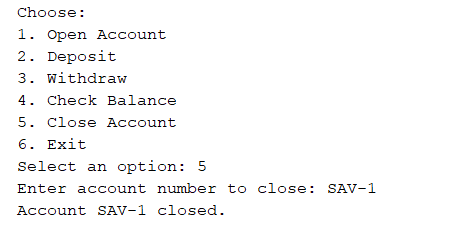 Choose:
1. Open Account
2. Deposit
3. Withdraw
4. Check Balance
5. Close Account
6. Exit
Select an option: 5
Enter account number to close: SAV-1
Account SAV-1 closed.